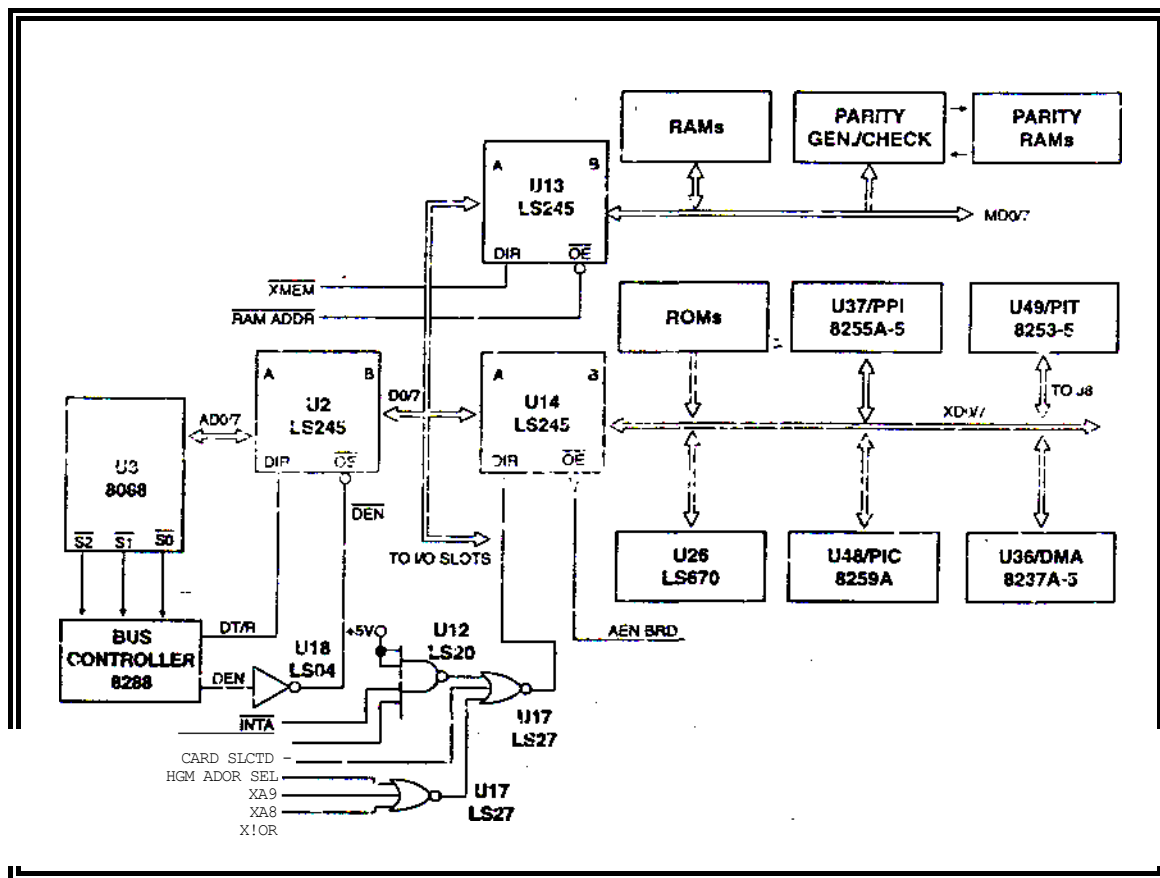 RAMs
PARITY
GEN./CHECK
PARITY
RAMs
A
B
U13
LS245
DIR
OE
MD0/7
XMEM
RAM ADDR
ROMs
U37/PPI
8255A-5
U49/PIT
8253-5
A
B
U2
LS245
DIR
OE
D0/7
A
B
U14
LS245
DIR
OE
TO J8
XD0/7
AD0/7
U3
8088
S2 S1 S0
DEN
TO I/O SLOTS
U26
LS670
U48/PIC
8259A
U36/DMA
8237A-5
BUS
CONTROLLER
8288
DT/R
DEN
U18
LS04
+5V
U12
LS20
AEN BRD
U17
LS27
INTA
CARD SLCTD -
HGM ADOR SEL
XA9
XA8
X!OR
U17
LS27